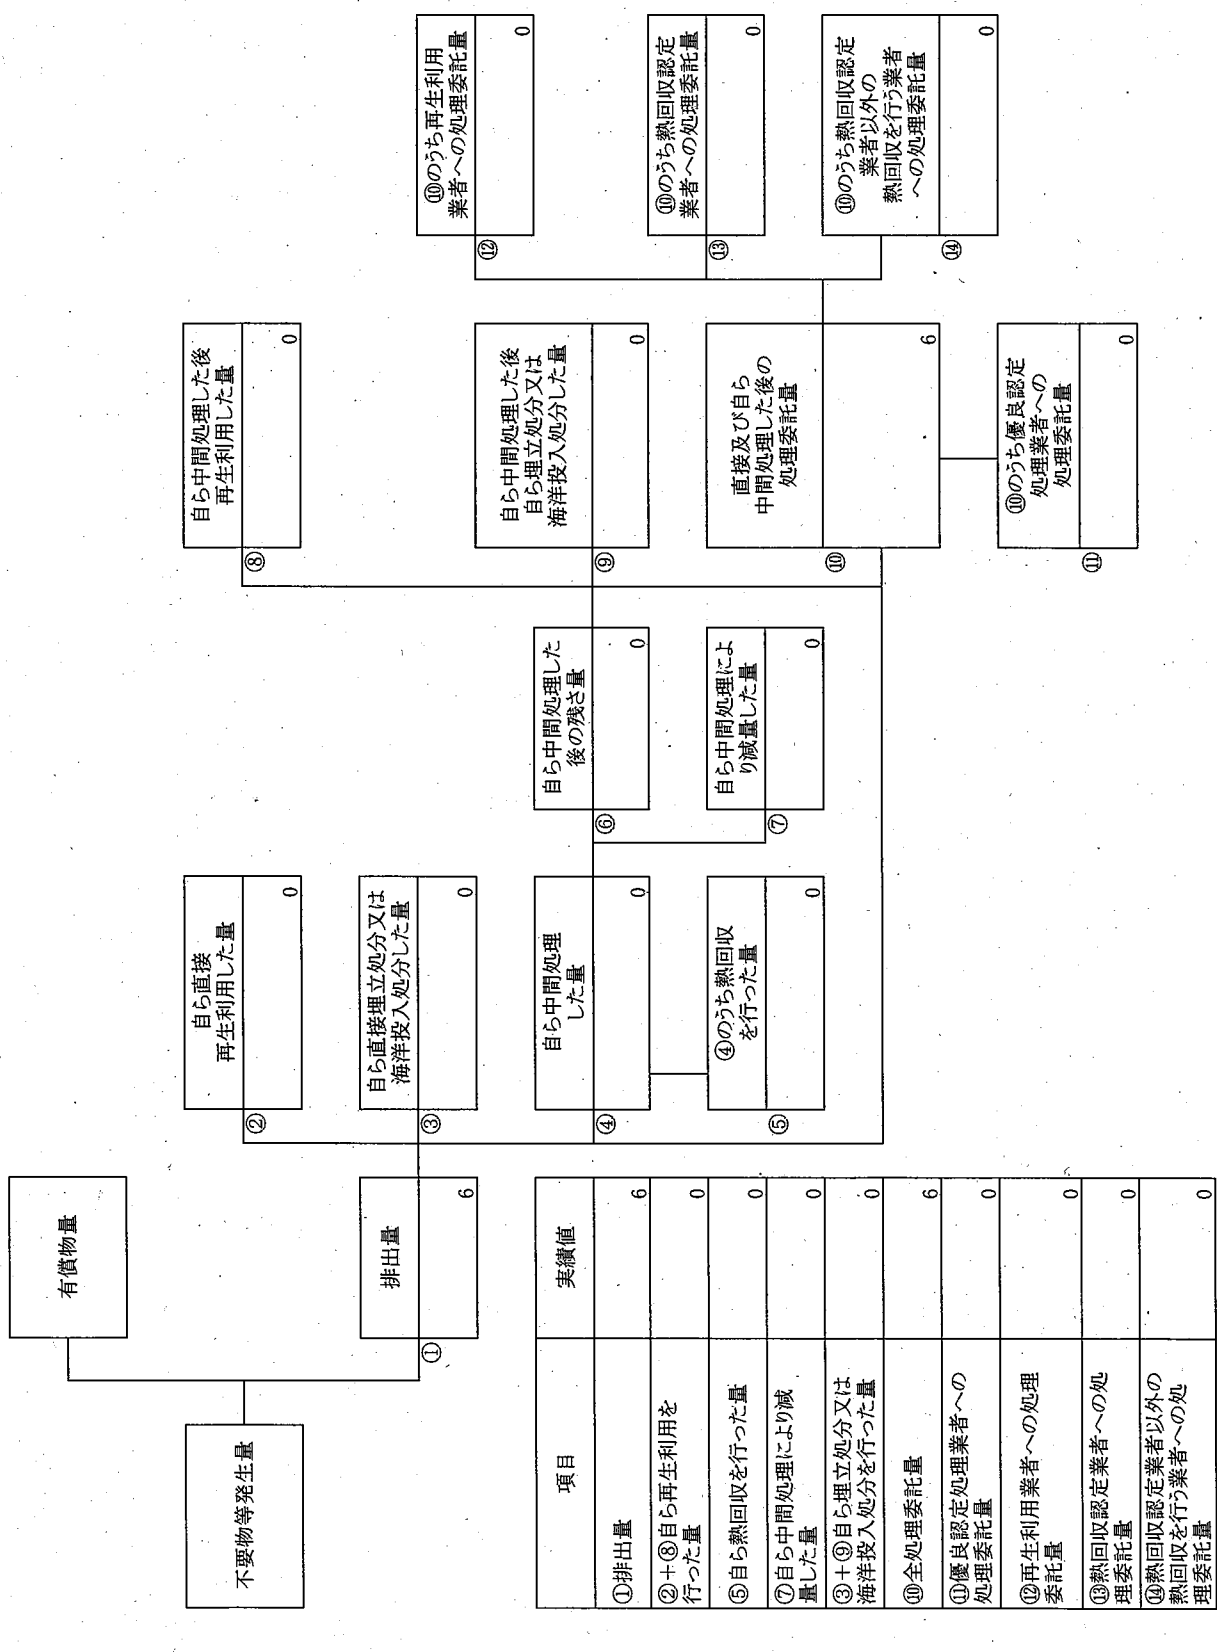 不要物等発生量
有償物量
①
排出量
6
②
自ら直接
再生利用した量
0
③
自ら直接埋立処分又は
海洋投入処分した量
0
④
自ら中間処理
した量
0
⑤
④のうち熱回収
を行った量
0
⑥
自ら中間処理した
後の残さ量
0
⑦
自ら中間処理によ
り減量した量
0
⑧
自ら中間処理した後
再生利用した量
0
⑨
自ら中間処理した後
自ら埋立処分又は
海洋投入処分した量
0
⑩
直接及び自ら
中間処理した後の
処理委託量
6
⑪
⑩のうち優良認定
処理業者への
処理委託量
0
⑫
⑩のうち再生利用
業者への処理委託量
0
⑬
⑩のうち熱回収認定
業者への処理委託量
0
⑭
⑩のうち熱回収認定
業者以外の
熱回収を行う業者
への処理委託量
0
項目 実績値
①排出量 6
②+⑧自ら再生利用を
行った量 0
⑤自ら熱回収を行った量 0
⑦自ら中間処理により減
量した量 0
③+⑨自ら埋立処分又は
海洋投入処分を行った量 0
⑩全処理委託量 6
⑪優良認定処理業者への
処理委託量 0
⑫再生利用業者への処理
委託量 0
⑬熱回収認定業者への処
理委託量 0
⑭熱回収認定業者以外の
熱回収を行う業者への処
理委託量 0